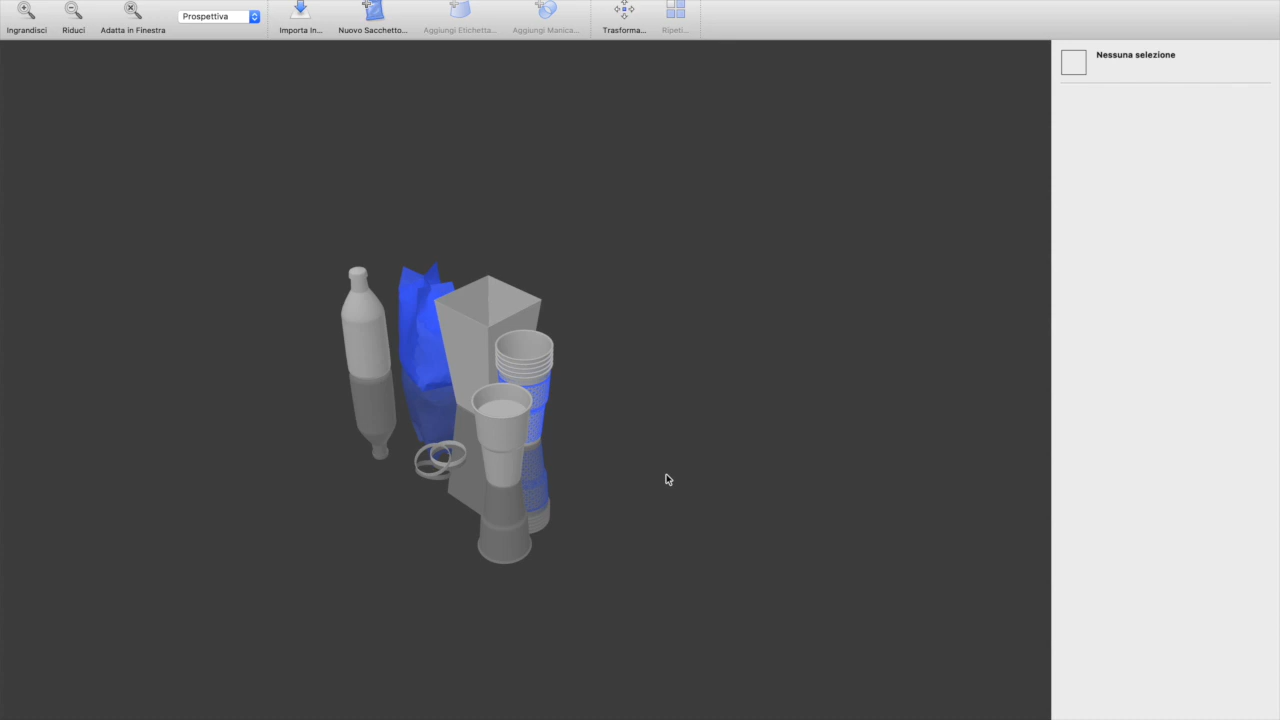 Prospettiva
Ingrandisci Riduci Adatta in Finestra Importa In... Nuovo Sacchetto... Aggiungi Etichetta... Aggiungi Manica... Trasforma... Ripeti...
Nessuna selezione